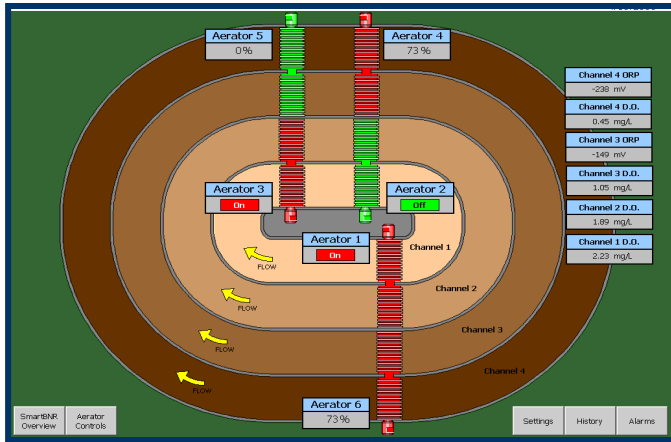 Aerator 5
0%
Aerator 4
73%
Channel 4 ORP
-238 mV
Channel 4 D.O.
0.45 mg/L
Channel 3 ORP
-149 mV
Channel 3 D.O.
1.05 mg/L
Channel 2 D.O.
1.89 mg/L
Channel 1 D.O.
2.23 mg/L
Aerator 3
On
Aerator 2
Off
Aerator 1
On
Channel 1
FLOW
Channel 2
FLOW
Channel 3
FLOW
Channel 4
FLOW
Aerator 6
73%
SmartBNR
Overview
Aerator
Controls
Settings
History
Alarms